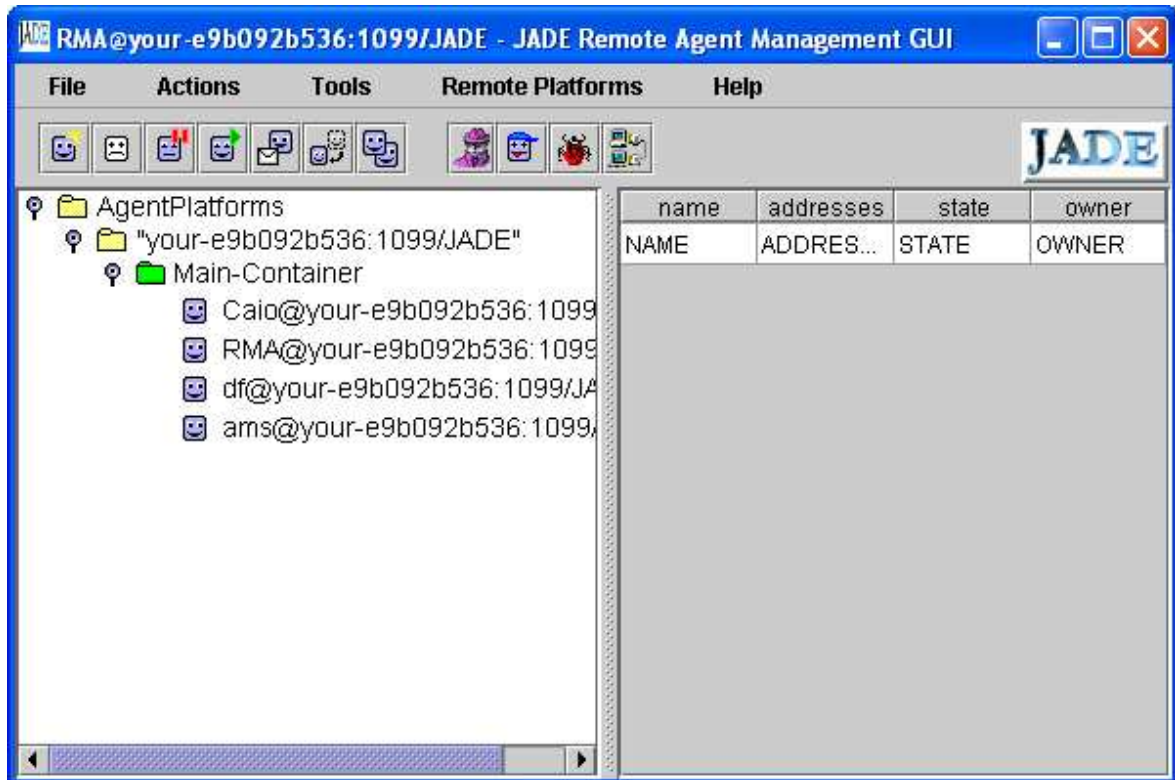 JADE RMA@your-e9b092b536:1099/JADE - JADE Remote Agent Management GUI
File Actions Tools Remote Platforms Help
JADE
AgentPlatforms
"your-e9b092b536:1099/JADE"
Main-Container
Caio@your-e9b092b536:1099
RMA@your-e9b092b536:1099
df@your-e9b092b536:1099/JA
ams@your-e9b092b536:1099/
name addresses state owner
NAME ADDRES... STATE OWNER